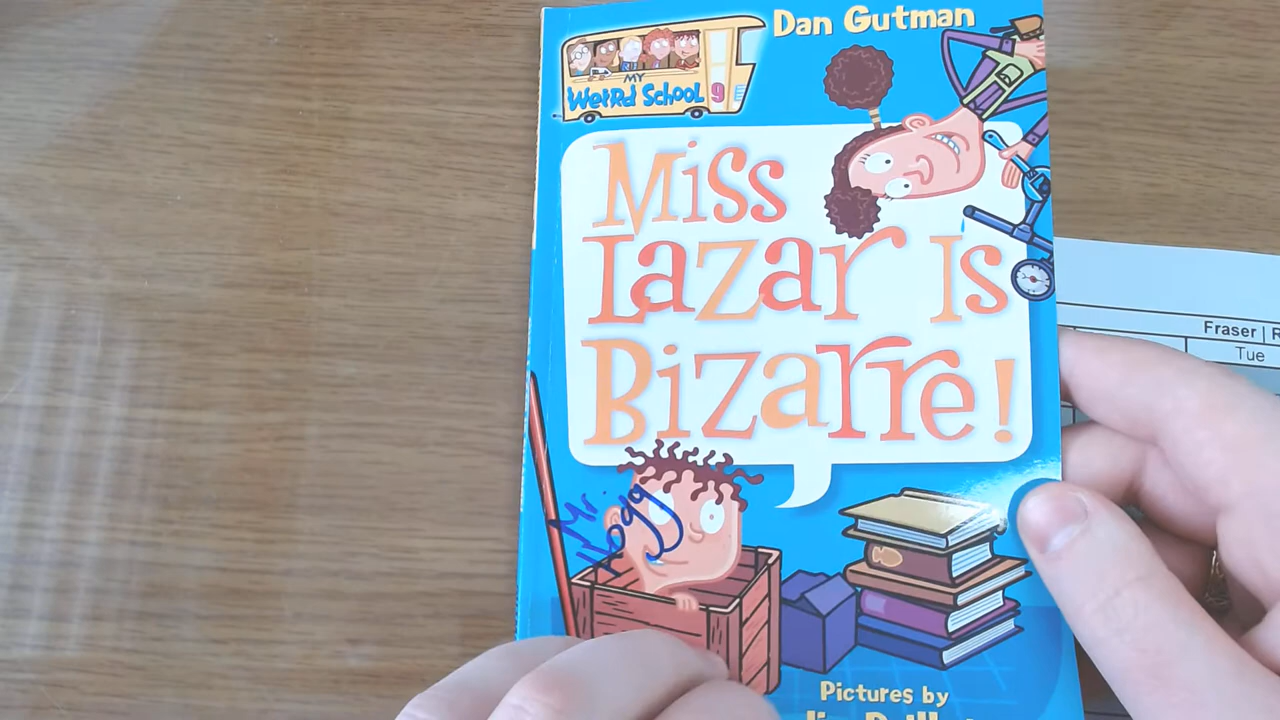 Dan Gutman
MY
Weird School 9
Miss
Lazar Is
Bizarre!
Mr.
Hogg
Pictures by
Fraser | R
Tue